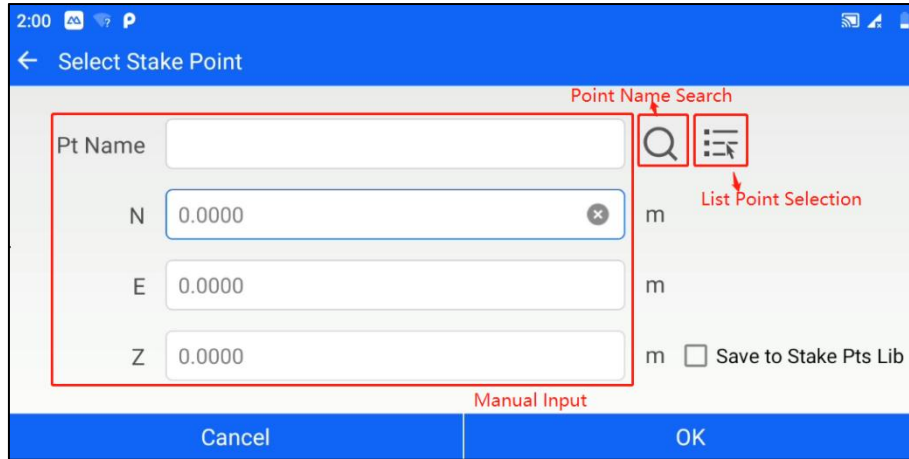 2:00
Select Stake Point
Point Name Search
Pt Name
List Point Selection
N 0.0000 m
E 0.0000 m
Z 0.0000 m Save to Stake Pts Lib
Manual Input
Cancel OK